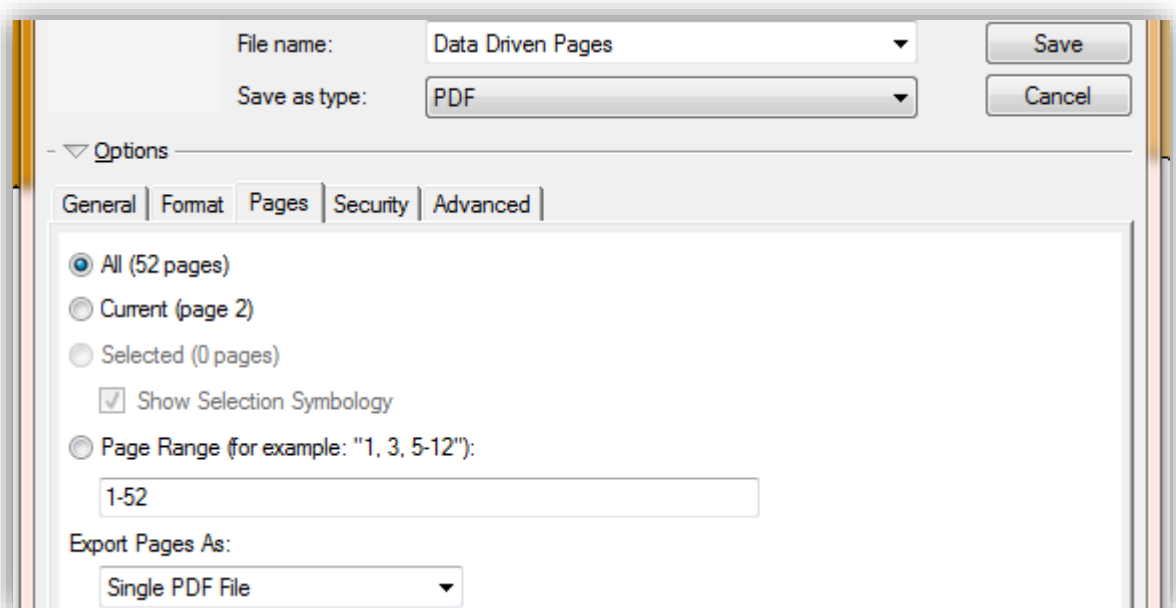 File name: Data Driven Pages Save
Save as type: PDF Cancel
Options
General Format Pages Security Advanced
All (52 pages)
Current (page 2)
Selected (0 pages)
Show Selection Symbology
Page Range (for example: "1, 3, 5-12"):
1-52
Export Pages As:
Single PDF File